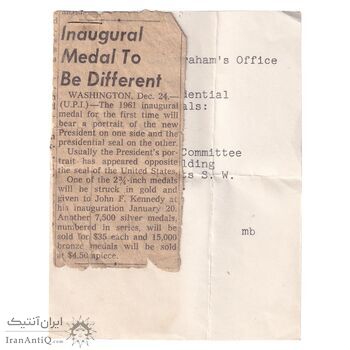 Inaugural
Medal To
Be Different
WASHINGTON, Dec. 24.—
(U.P.I.)—The 1961 inaugural
medal for the first time will
bear a portrait of the new
President on one side and the
presidential seal on the other.
Usually the President's por-
trait has appeared opposite
the seal of the United States.
One of the 2¾-inch medals
will be struck in gold and
given to John F. Kennedy at
his inauguration January 20.
Another 7,500 silver medals,
numbered in series, will be
sold for $35 each and 15,000
bronze medals will be sold
at $4.50 apiece.
raham's Office
dential
als:
Committee
lding
ts S. W.
mb
ایران آنتیک
IranAntiQ.com